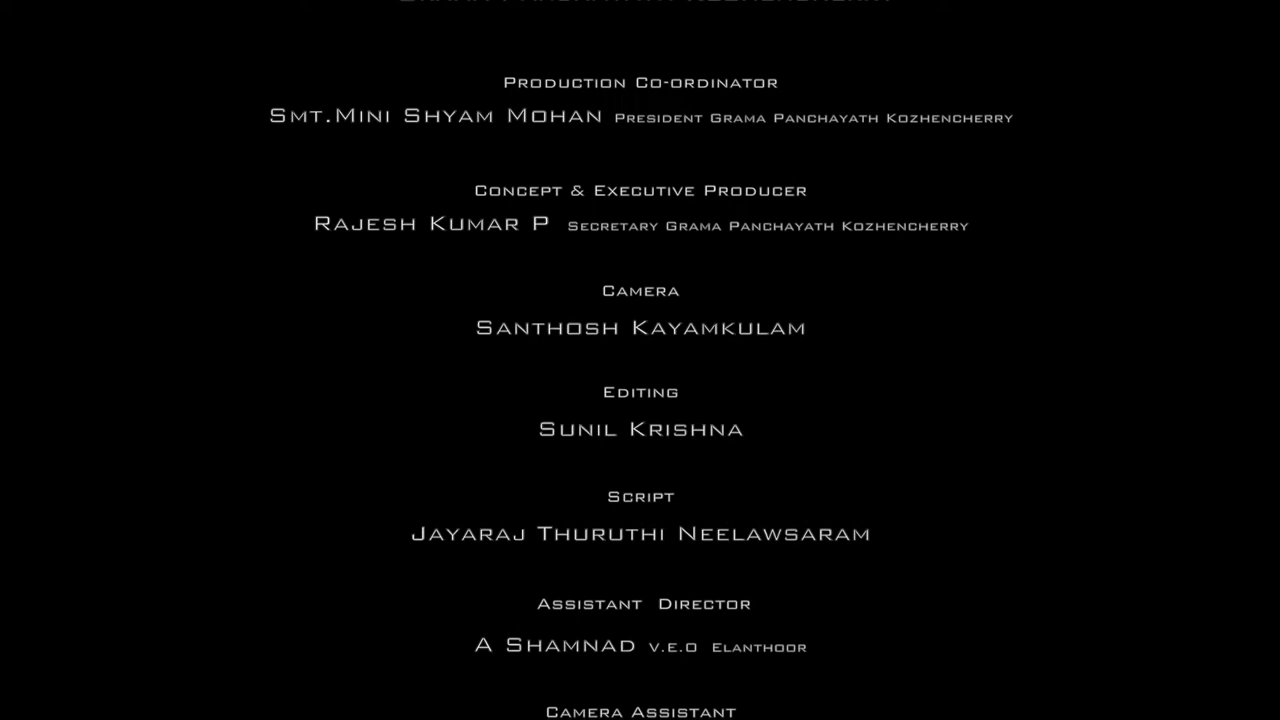 Production Co-ordinator
Smt.Mini Shyam Mohan President Grama Panchayath Kozhencherry
Concept & Executive Producer
Rajesh Kumar P Secretary Grama Panchayath Kozhencherry
Camera
Santhosh Kayamkulam
Editing
Sunil Krishna
Script
Jayaraj Thuruthi Neelawsaram
Assistant Director
A Shamnad V.E.O Elanthoor
Camera Assistant